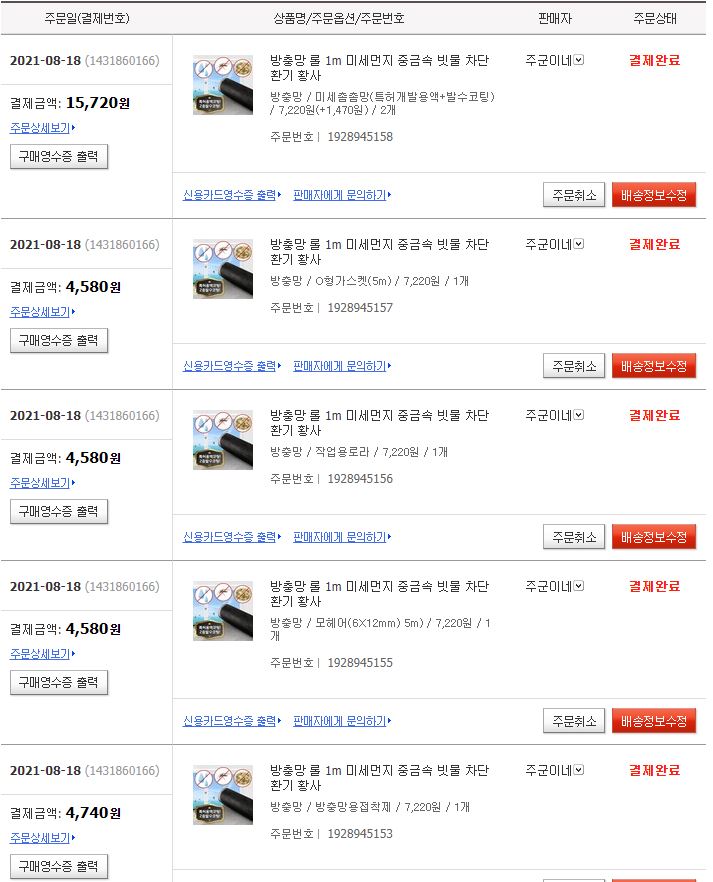 주문일(결제번호) 상품명/주문옵션/주문번호 판매자 주문상태
2021-08-18 (1431860166)
결제금액: 15,720원
주문상세보기
구매영수증 출력
방충망 롤 1m 미세먼지 중금속 빗물 차단
환기 황사
방충망 / 미세촘촘망(특허개발용액+발수코팅)
/ 7,220원(+1,470원) / 2개
주문번호 | 1928945158
주군이네
결제완료
신용카드영수증 출력 판매자에게 문의하기
주문취소 배송정보수정
2021-08-18 (1431860166)
결제금액: 4,580원
주문상세보기
구매영수증 출력
방충망 롤 1m 미세먼지 중금속 빗물 차단
환기 황사
방충망 / O형가스켓(5m) / 7,220원 / 1개
주문번호 | 1928945157
주군이네
결제완료
신용카드영수증 출력 판매자에게 문의하기
주문취소 배송정보수정
2021-08-18 (1431860166)
결제금액: 4,580원
주문상세보기
구매영수증 출력
방충망 롤 1m 미세먼지 중금속 빗물 차단
환기 황사
방충망 / 작업용로라 / 7,220원 / 1개
주문번호 | 1928945156
주군이네
결제완료
신용카드영수증 출력 판매자에게 문의하기
주문취소 배송정보수정
2021-08-18 (1431860166)
결제금액: 4,580원
주문상세보기
구매영수증 출력
방충망 롤 1m 미세먼지 중금속 빗물 차단
환기 황사
방충망 / 모헤어(6X12mm) 5m) / 7,220원 / 1
개
주문번호 | 1928945155
주군이네
결제완료
신용카드영수증 출력 판매자에게 문의하기
주문취소 배송정보수정
2021-08-18 (1431860166)
결제금액: 4,740원
주문상세보기
구매영수증 출력
방충망 롤 1m 미세먼지 중금속 빗물 차단
환기 황사
방충망 / 방충망용접착제 / 7,220원 / 1개
주문번호 | 1928945153
주군이네
결제완료